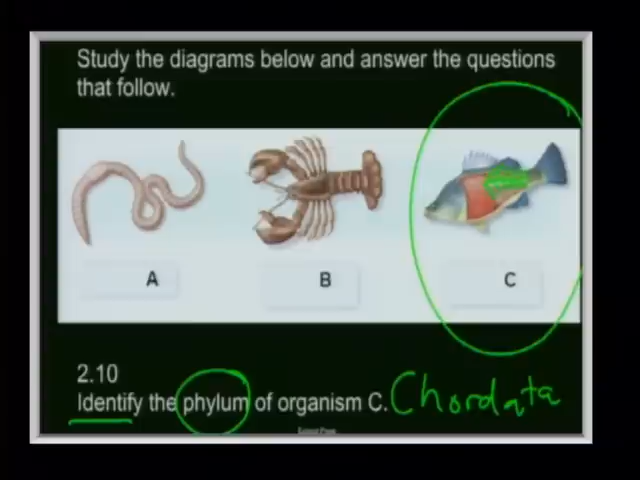 Study the diagrams below and answer the questions
that follow.
A B C
2.10
Identify the phylum of organism C. Chordata